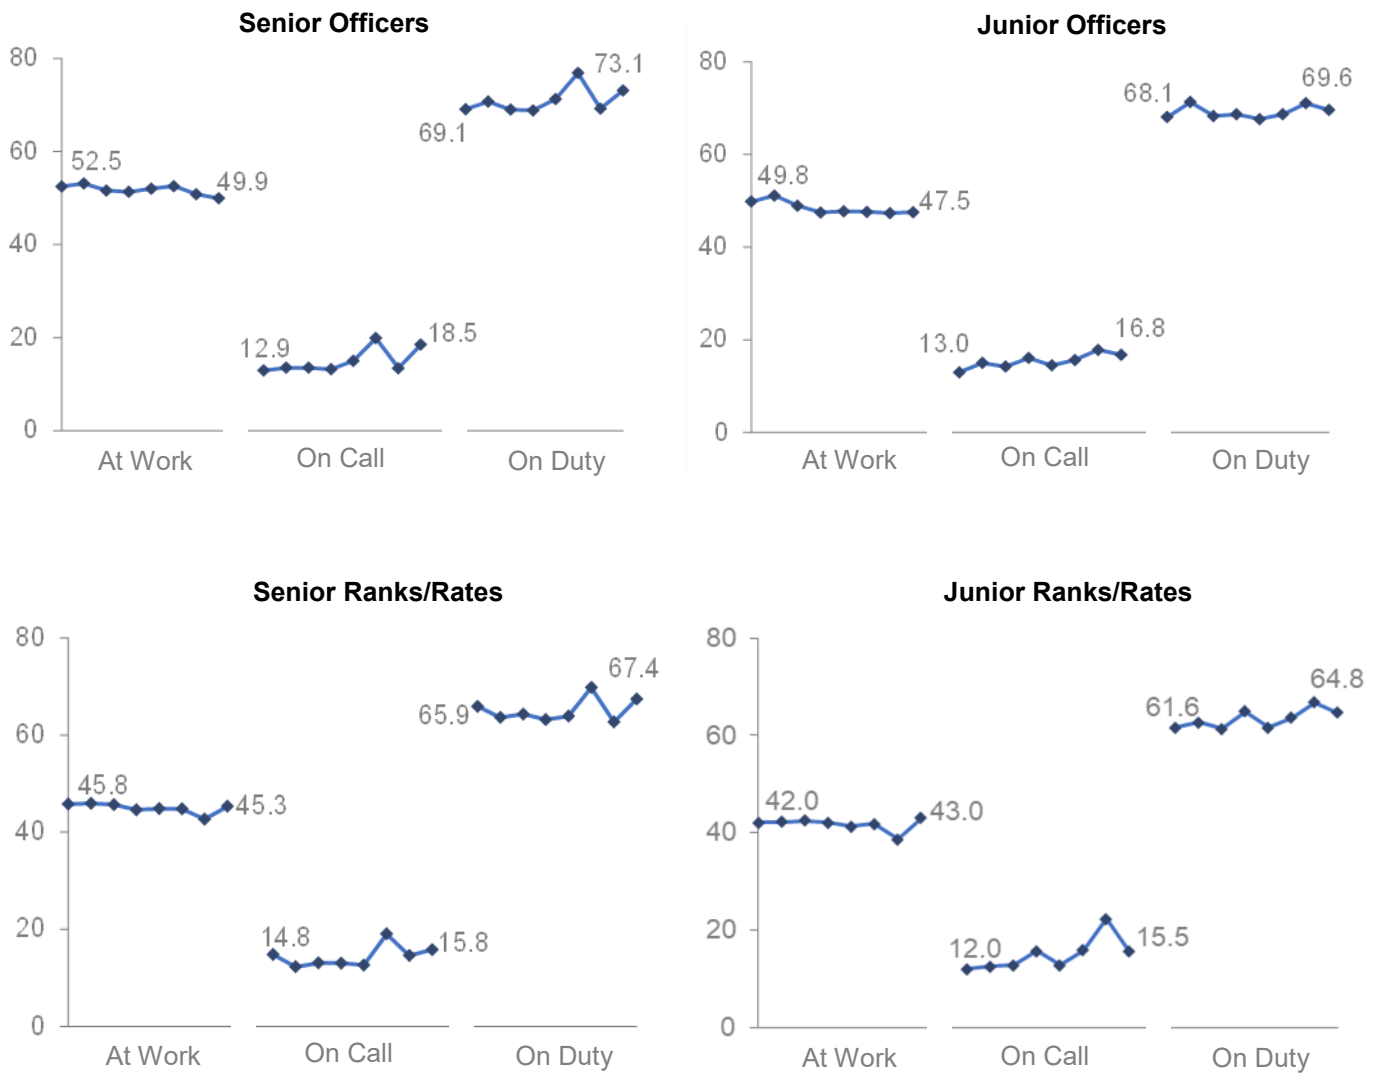 Senior Officers
80
60
40
20
0
52.5
49.9
12.9
18.5
69.1
73.1
At Work
On Call
On Duty
Junior Officers
80
60
40
20
0
49.8
47.5
13.0
16.8
68.1
69.6
At Work
On Call
On Duty
Senior Ranks/Rates
80
60
40
20
0
45.8
45.3
14.8
15.8
65.9
67.4
At Work
On Call
On Duty
Junior Ranks/Rates
80
60
40
20
0
42.0
43.0
12.0
15.5
61.6
64.8
At Work
On Call
On Duty